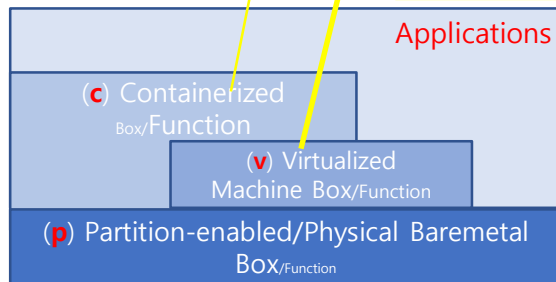 Applications
(c) Containerized
Box/Function
(v) Virtualized
Machine Box/Function
(p) Partition-enabled/Physical Baremetal
Box/Function